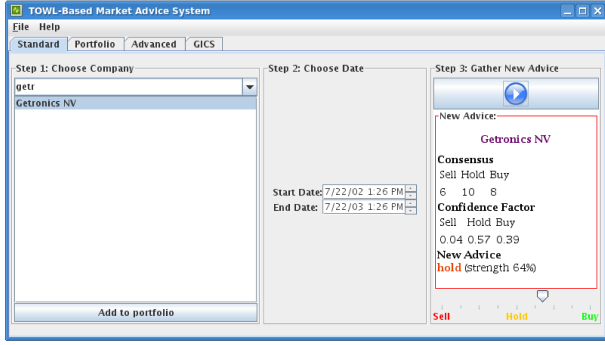 TOWL-Based Market Advice System
File Help
Standard Portfolio Advanced GICS
Step 1: Choose Company
getr
Getronics NV
Add to portfolio
Step 2: Choose Date
Start Date: 7/22/02 1:26 PM
End Date: 7/22/03 1:26 PM
Step 3: Gather New Advice
New Advice:
Getronics NV
Consensus
Sell Hold Buy
6 10 8
Confidence Factor
Sell Hold Buy
0.04 0.57 0.39
New Advice
hold (strength 64%)
Sell Hold Buy